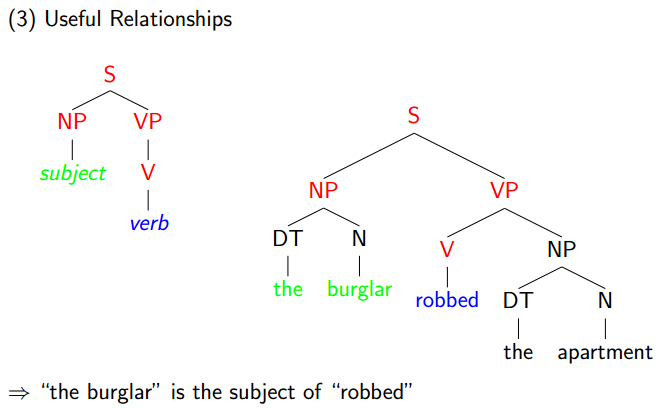 (3) Useful Relationships
S
NP VP
subject V
verb
S
NP VP
DT N V NP
the burglar robbed DT N
the apartment
⇒ “the burglar” is the subject of “robbed”